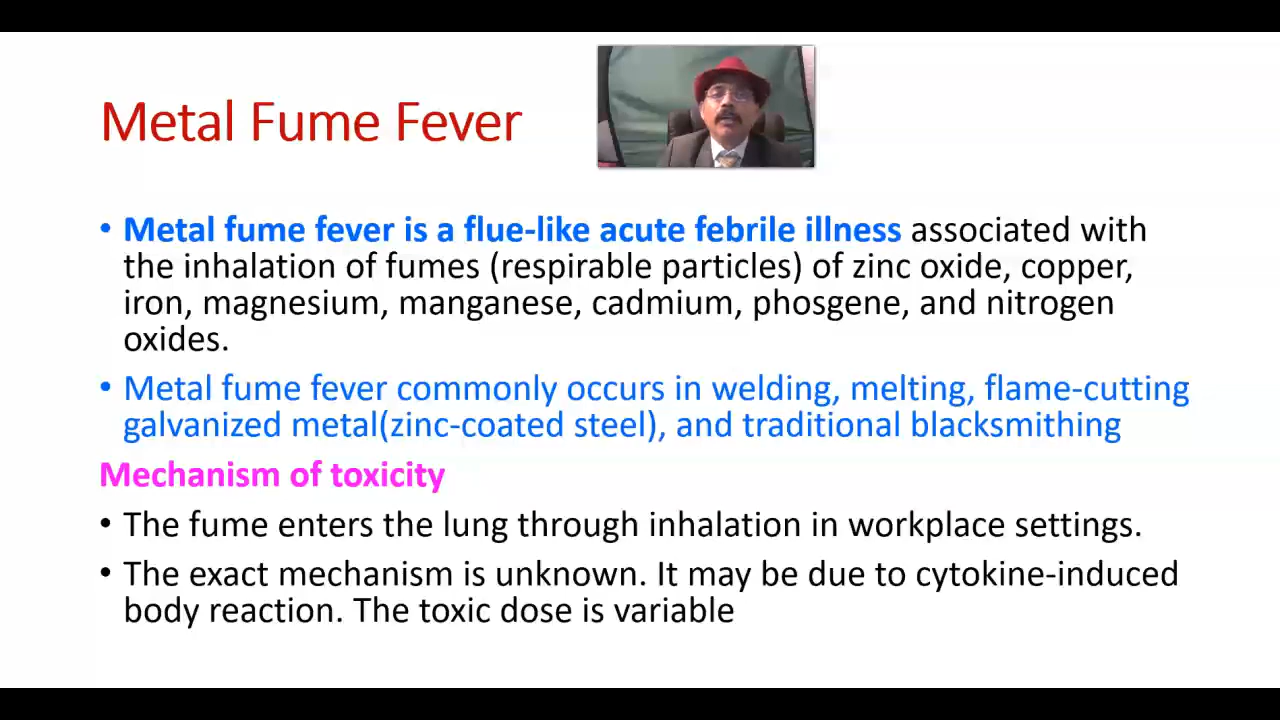 Metal Fume Fever
• Metal fume fever is a flue-like acute febrile illness associated with
the inhalation of fumes (respirable particles) of zinc oxide, copper,
iron, magnesium, manganese, cadmium, phosgene, and nitrogen
oxides.
• Metal fume fever commonly occurs in welding, melting, flame-cutting
galvanized metal(zinc-coated steel), and traditional blacksmithing
Mechanism of toxicity
• The fume enters the lung through inhalation in workplace settings.
• The exact mechanism is unknown. It may be due to cytokine-induced
body reaction. The toxic dose is variable